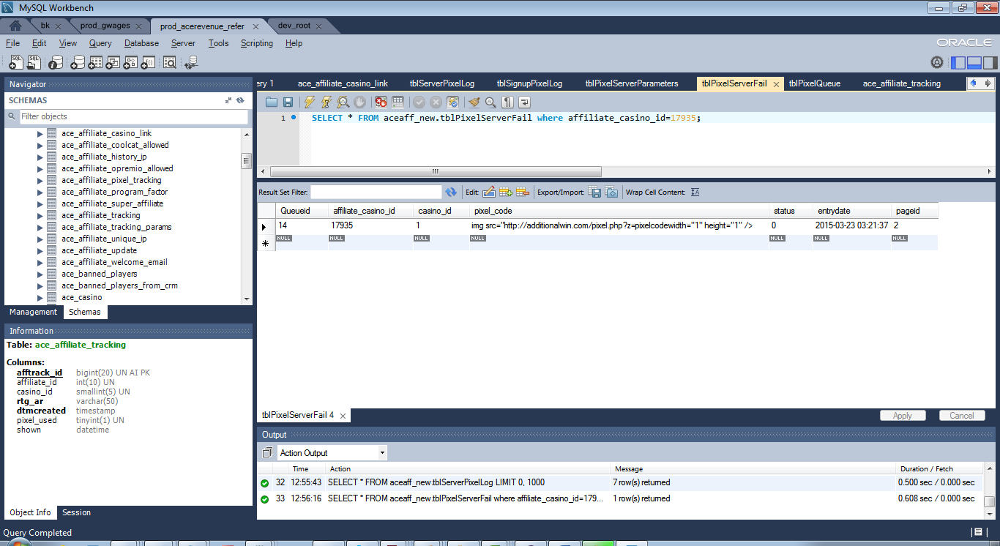 MySQL Workbench
bk
prod_gwages
prod_acerevenue_refer
dev_root
File Edit View Query Database Server Tools Scripting Help
ORACLE
SQL SQL
Navigator
SCHEMAS
Filter objects
ace_affiliate_casino_link
ace_affiliate_coolcat_allowed
ace_affiliate_history_ip
ace_affiliate_opremio_allowed
ace_affiliate_pixel_tracking
ace_affiliate_program_factor
ace_affiliate_super_affiliate
ace_affiliate_tracking
ace_affiliate_tracking_params
ace_affiliate_unique_ip
ace_affiliate_update
ace_affiliate_welcome_email
ace_banned_players
ace_banned_players_from_crm
ace_casino
Management Schemas
Information
Table: ace_affiliate_tracking
Columns:
afftrack_id bigint(20) UN AI PK
affiliate_id int(10) UN
casino_id smallint(5) UN
rtg_ar varchar(50)
dtmcreated timestamp
pixel_used tinyint(1) UN
shown datetime
Object Info Session
Query Completed
ery 1 ace_affiliate_casino_link tblServerPixelLog tblSignupPixelLog tblPixelServerParameters tblPixelServerFail tblPixelQueue ace_affiliate_tracking
1 SELECT * FROM aceaff_new.tblPixelServerFail where affiliate_casino_id=17935;
Result Set Filter: Edit: Export/Import: Wrap Cell Content:
Queueid affiliate_casino_id casino_id pixel_code status entrydate pageid
14 17935 1 img src="http://additionalwin.com/pixel.php?z=pixelcodewidth="1" height="1" /> 0 2015-03-23 03:21:37 2
NULL NULL NULL NULL NULL NULL NULL
tblPixelServerFail 4
Apply Cancel
Output
Action Output
Time Action Message Duration / Fetch
32 12:55:43 SELECT * FROM aceaff_new.tblServerPixelLog LIMIT 0, 1000 7 row(s) returned 0.500 sec / 0.000 sec
33 12:56:16 SELECT * FROM aceaff_new.tblPixelServerFail where affiliate_casino_id=179... 1 row(s) returned 0.608 sec / 0.000 sec